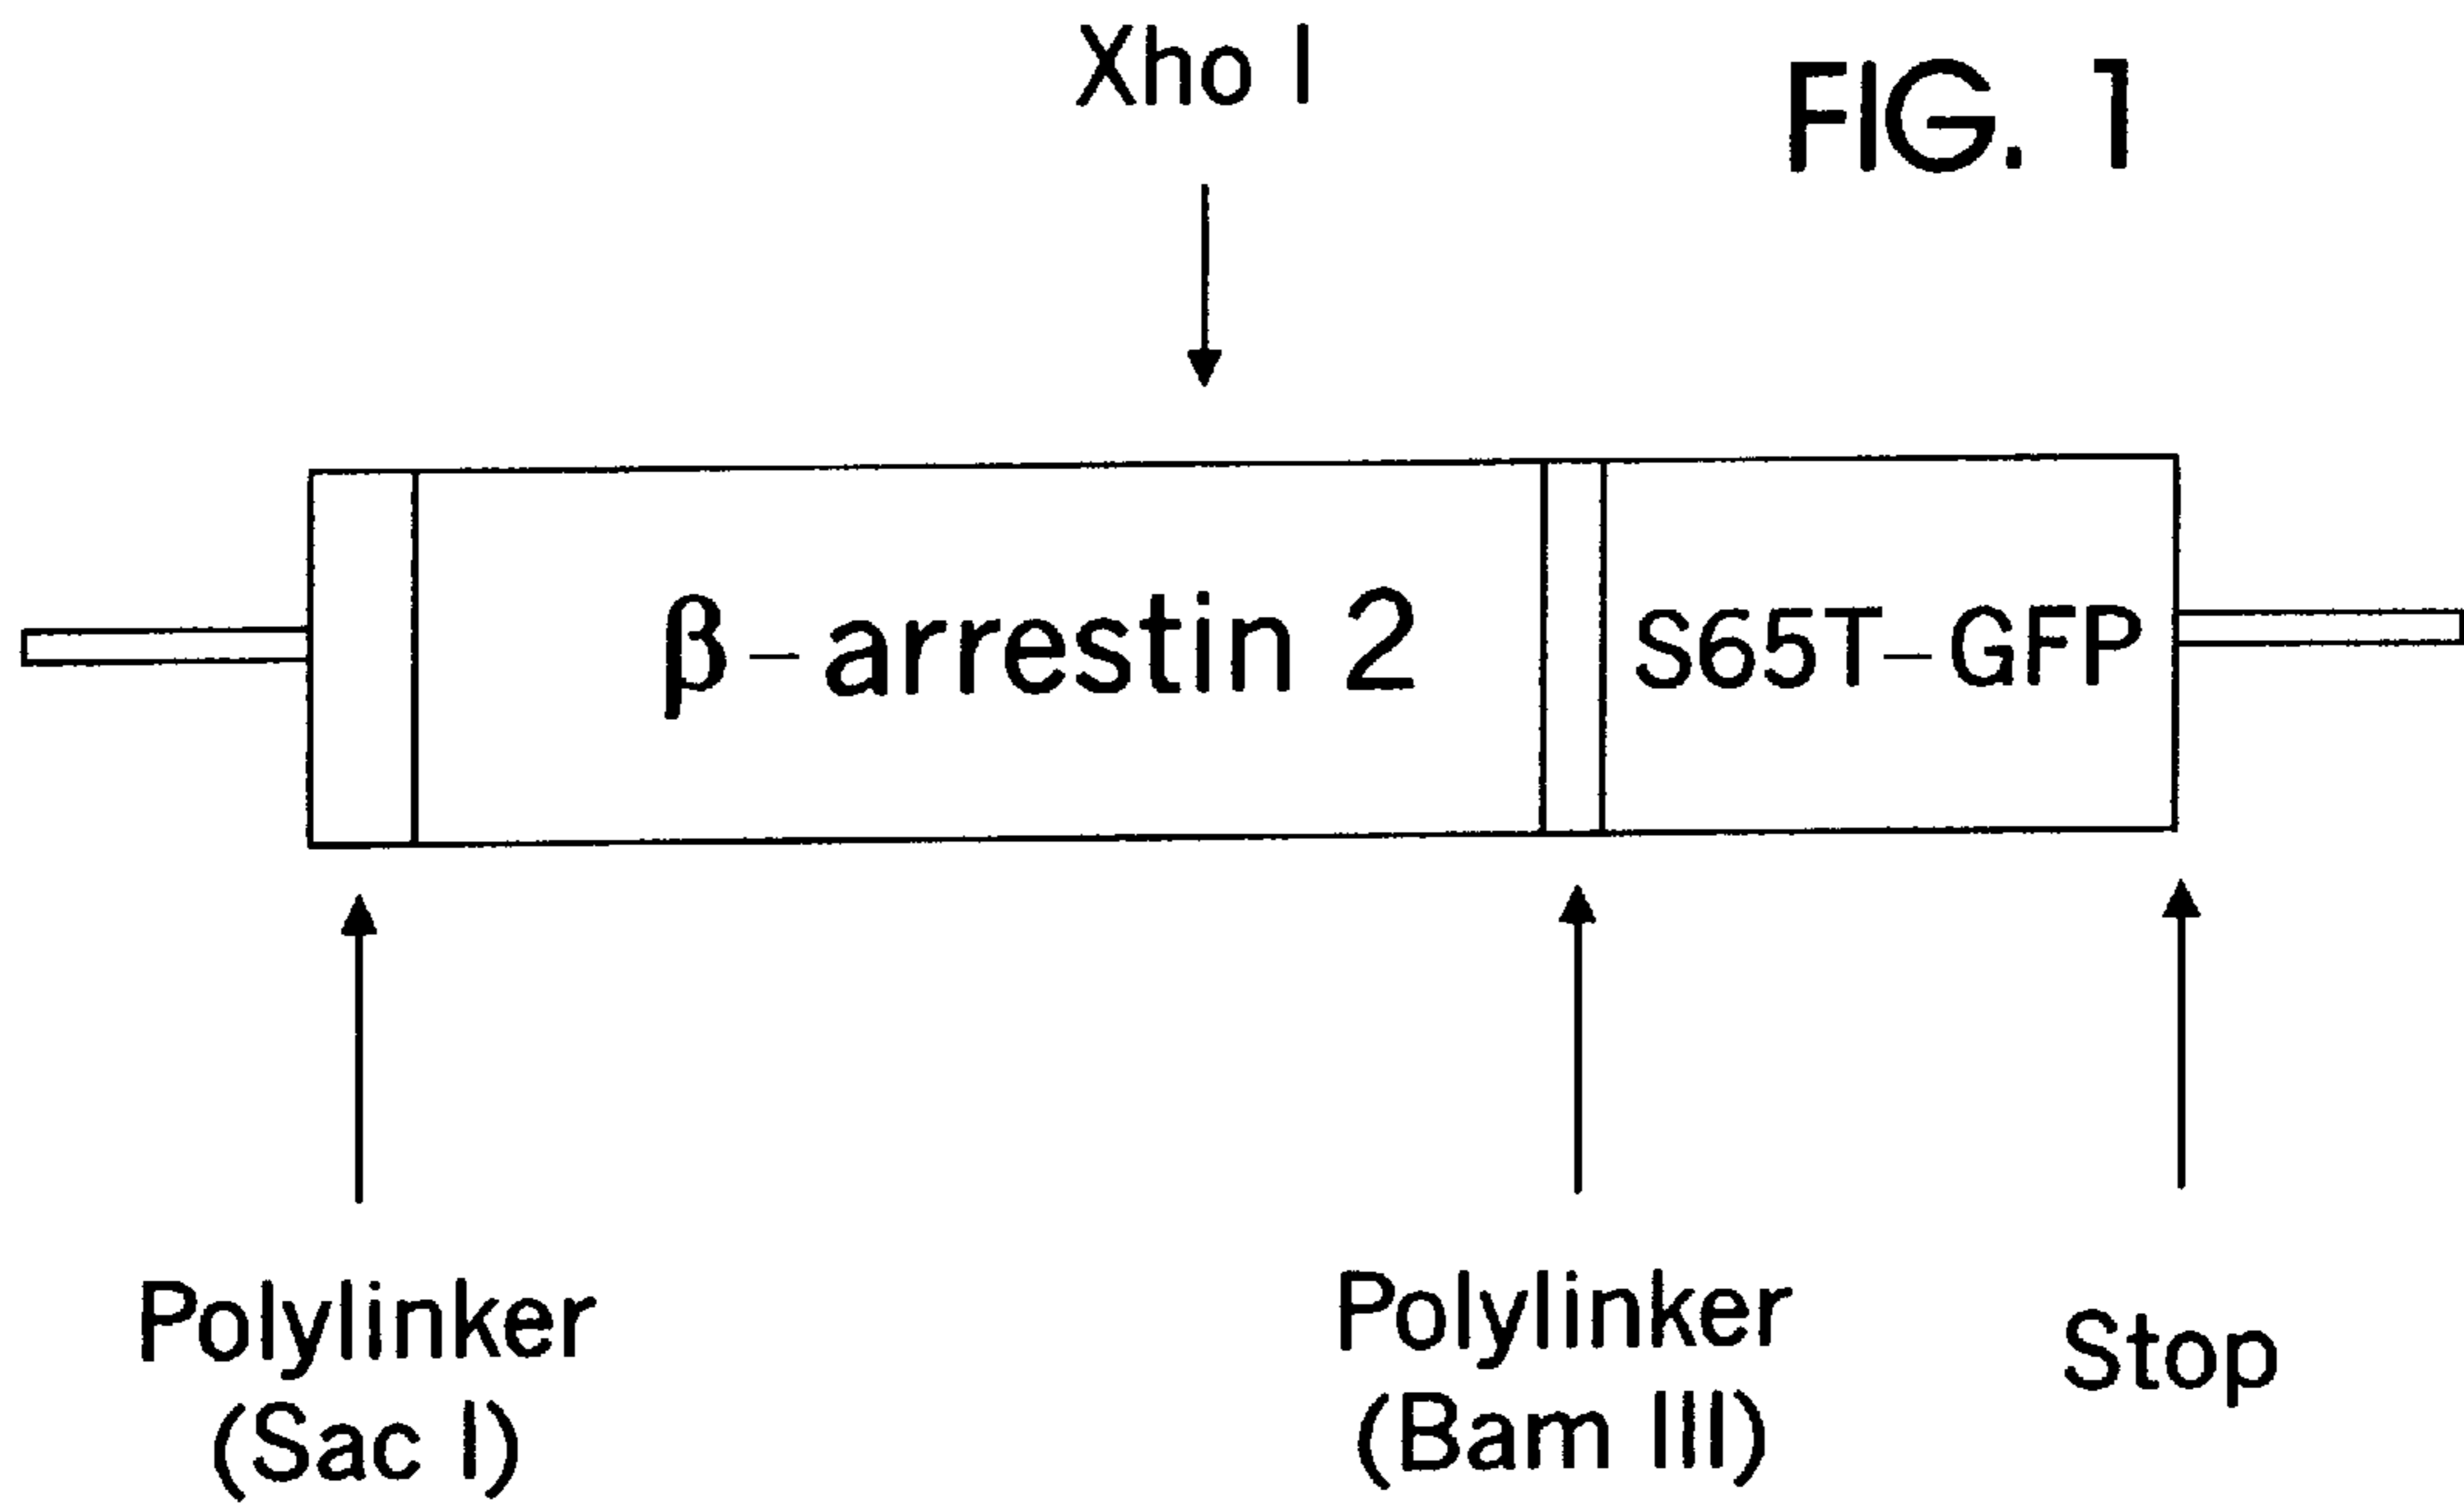 Xho I
FIG. 1
β-arrestin 2
S65T-GFP
Polylinker
(Sac I)
Polylinker
(Bam III)
Stop